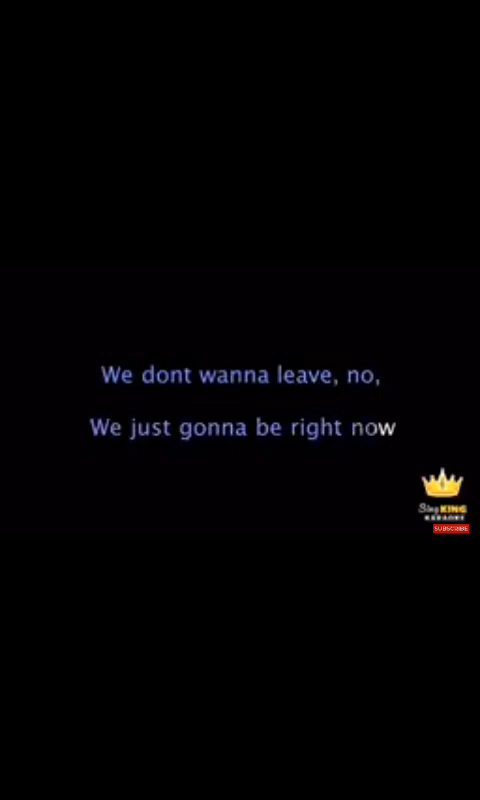 We dont wanna leave, no,
We just gonna be right now
Sing KING
KARAOKE
SUBSCRIBE